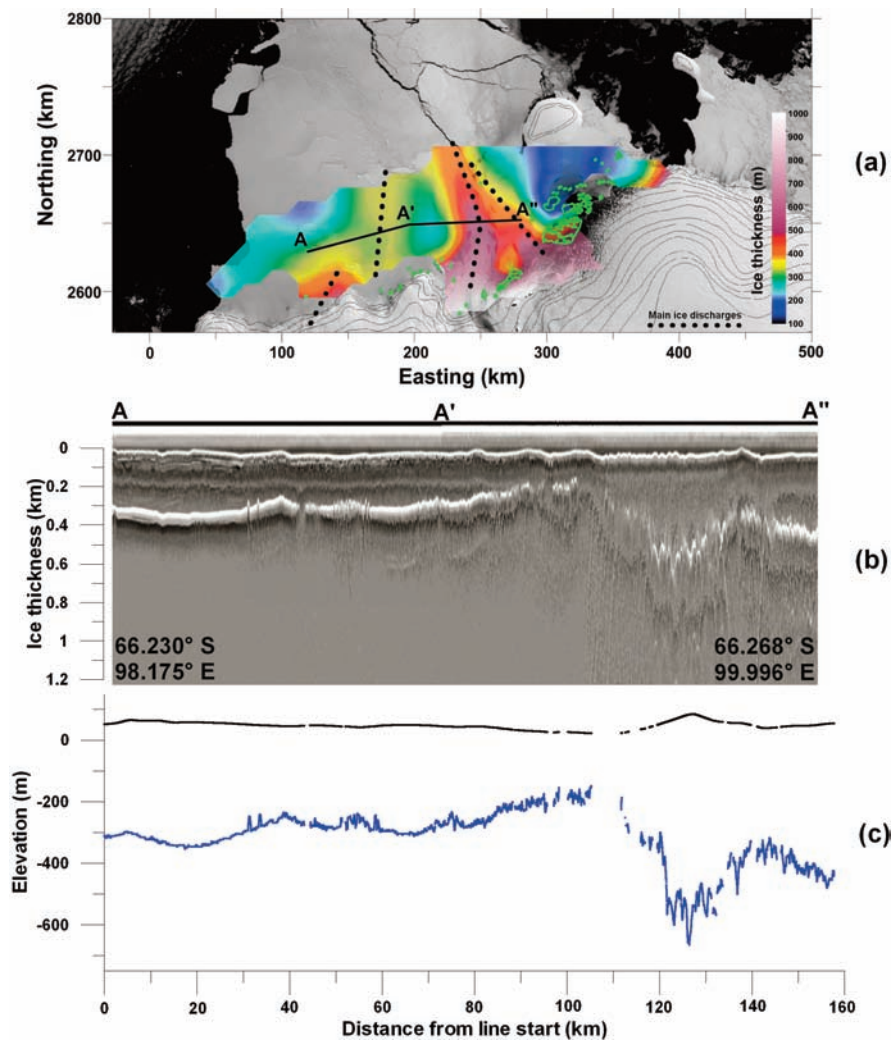 2800
2700
2600
Northing (km)
0
100
200
300
400
500
Easting (km)
A
A'
A"
Main ice discharges
Ice thickness (m)
1000
900
800
700
600
500
400
300
200
100
(a)
A
A'
A"
0
0.2
0.4
0.6
0.8
1
1.2
Ice thickness (km)
66.230° S
98.175° E
66.268° S
99.996° E
(b)
0
-200
-400
-600
Elevation (m)
(c)
0
20
40
60
80
100
120
140
160
Distance from line start (km)